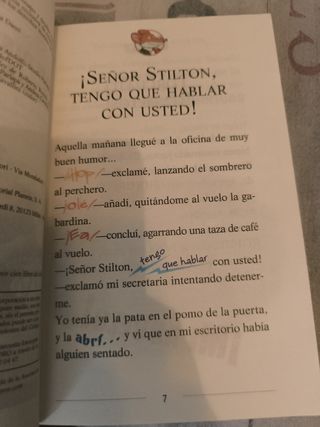 ¡SEÑOR STILTON,
TENGO QUE HABLAR
CON USTED!
Aquella mañana llegué a la oficina de muy
buen humor...
—¡Hop!—exclamé, lanzando el sombrero
al perchero.
—¡Olé!—añadí, quitándome al vuelo la ga-
bardina.
—¡Ea!—concluí, agarrando una taza de café
al vuelo.
—¡Señor Stilton, tengo que hablar con usted!
—exclamó mi secretaria intentando detener-
me.
Yo tenía ya la pata en el pomo de la puerta,
y la abrí... y vi que en mi escritorio había
alguien sentado.
7